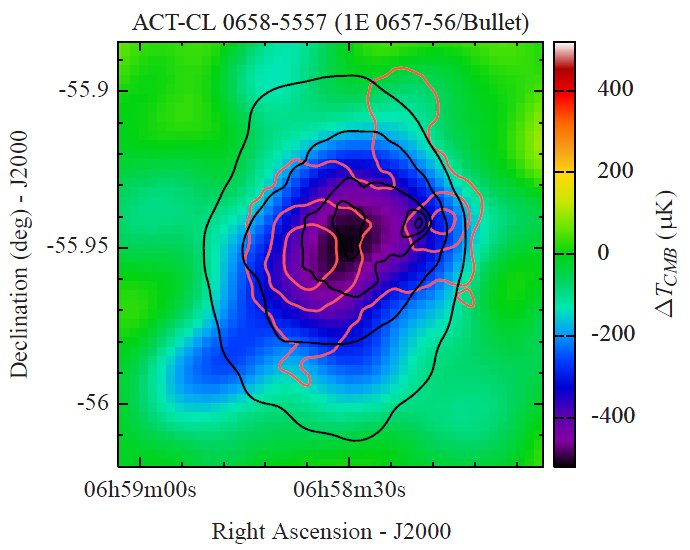 ACT-CL 0658-5557 (1E 0657-56/Bullet)
-55.9
-55.95
-56
Declination (deg) - J2000
06h59m00s
06h58m30s
Right Ascension - J2000
400
200
0
-200
-400
ΔT_CMB (μK)